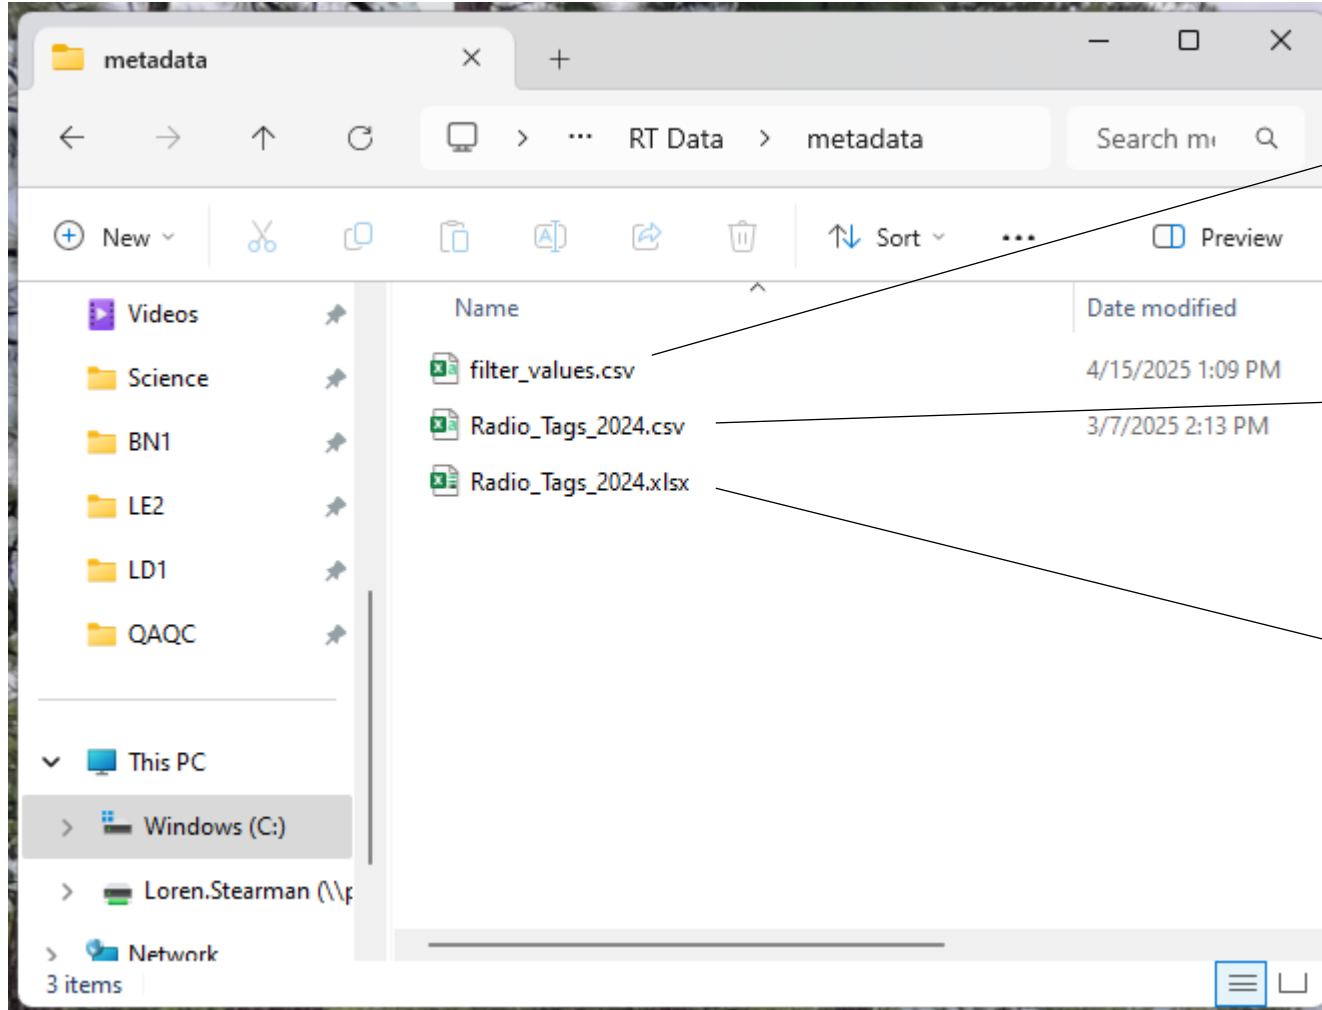 metadata
RT Data > metadata
Search me
New
Sort
Preview
Name
Date modified
Videos
filter_values.csv
4/15/2025 1:09 PM
Science
Radio_Tags_2024.csv
3/7/2025 2:13 PM
BN1
Radio_Tags_2024.xlsx
LE2
LD1
QAQC
This PC
Windows (C:)
Loren.Stearman (\\p
Network
3 items